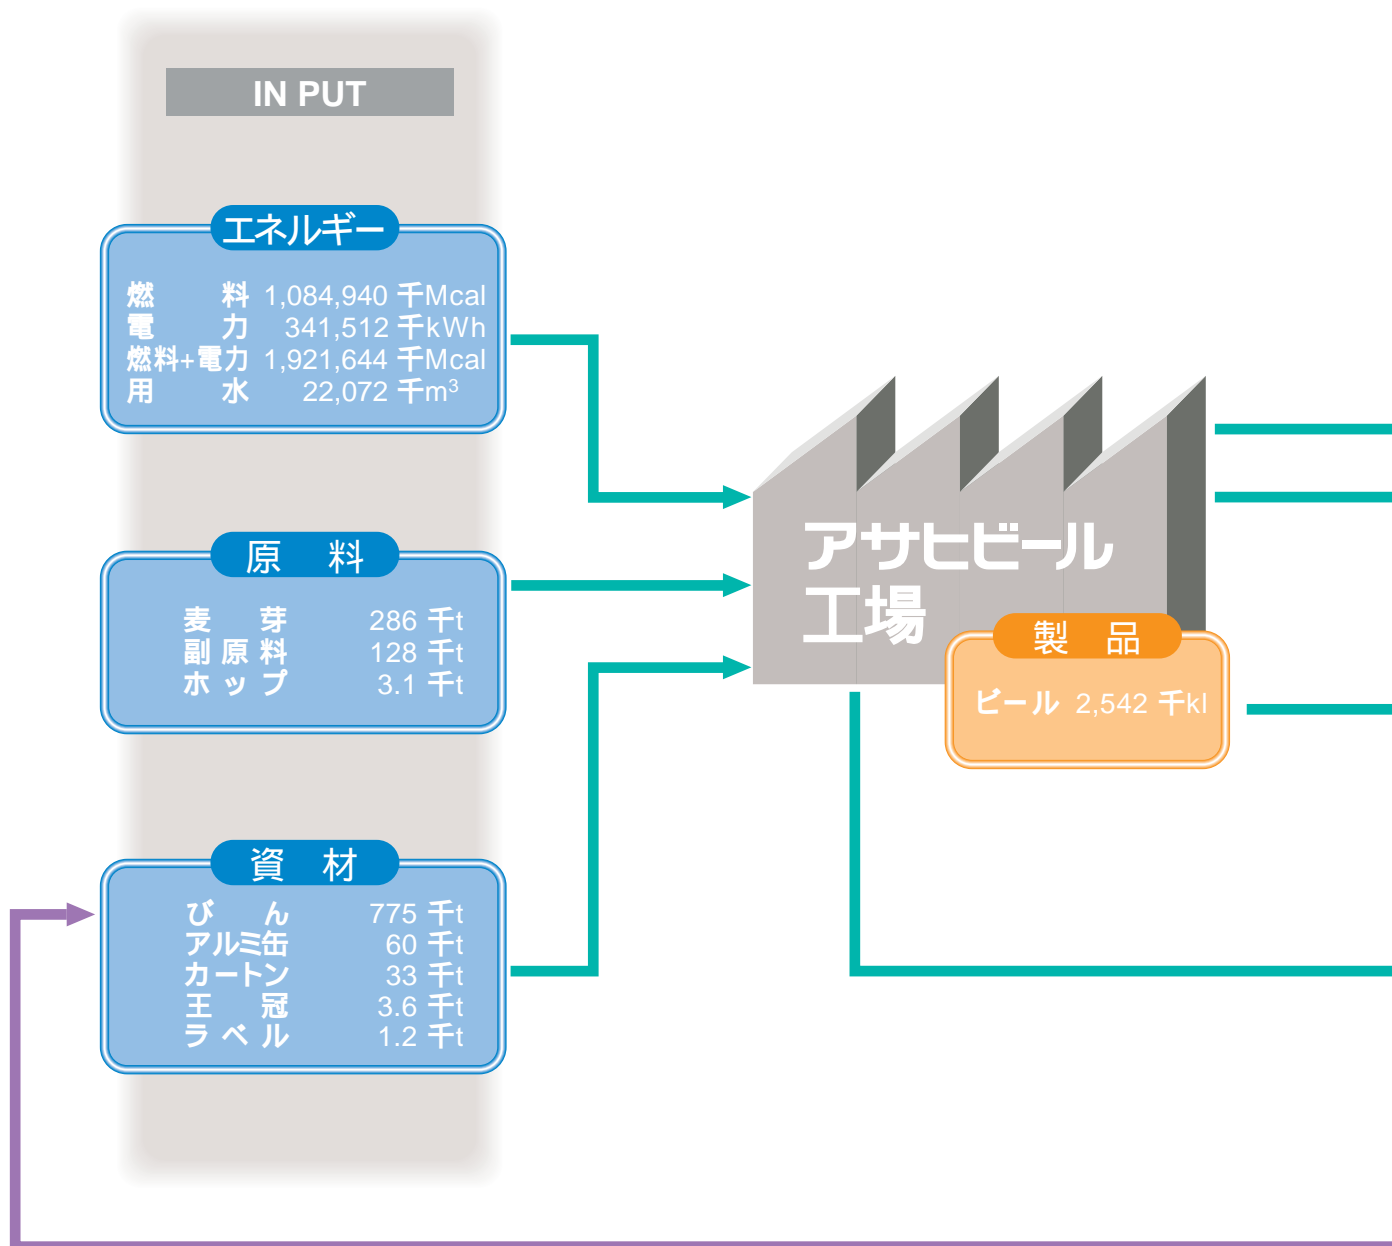 IN PUT
エネルギー
燃料 1,084,940 千Mcal
電力 341,512 千kWh
燃料+電力 1,921,644 千Mcal
用水 22,072 千m³
原料
麦芽 286 千t
副原料 128 千t
ホップ 3.1 千t
資材
びん 775 千t
アルミ缶 60 千t
カートン 33 千t
王冠 3.6 千t
ラベル 1.2 千t
アサヒビール
工場
製品
ビール 2,542 千kl